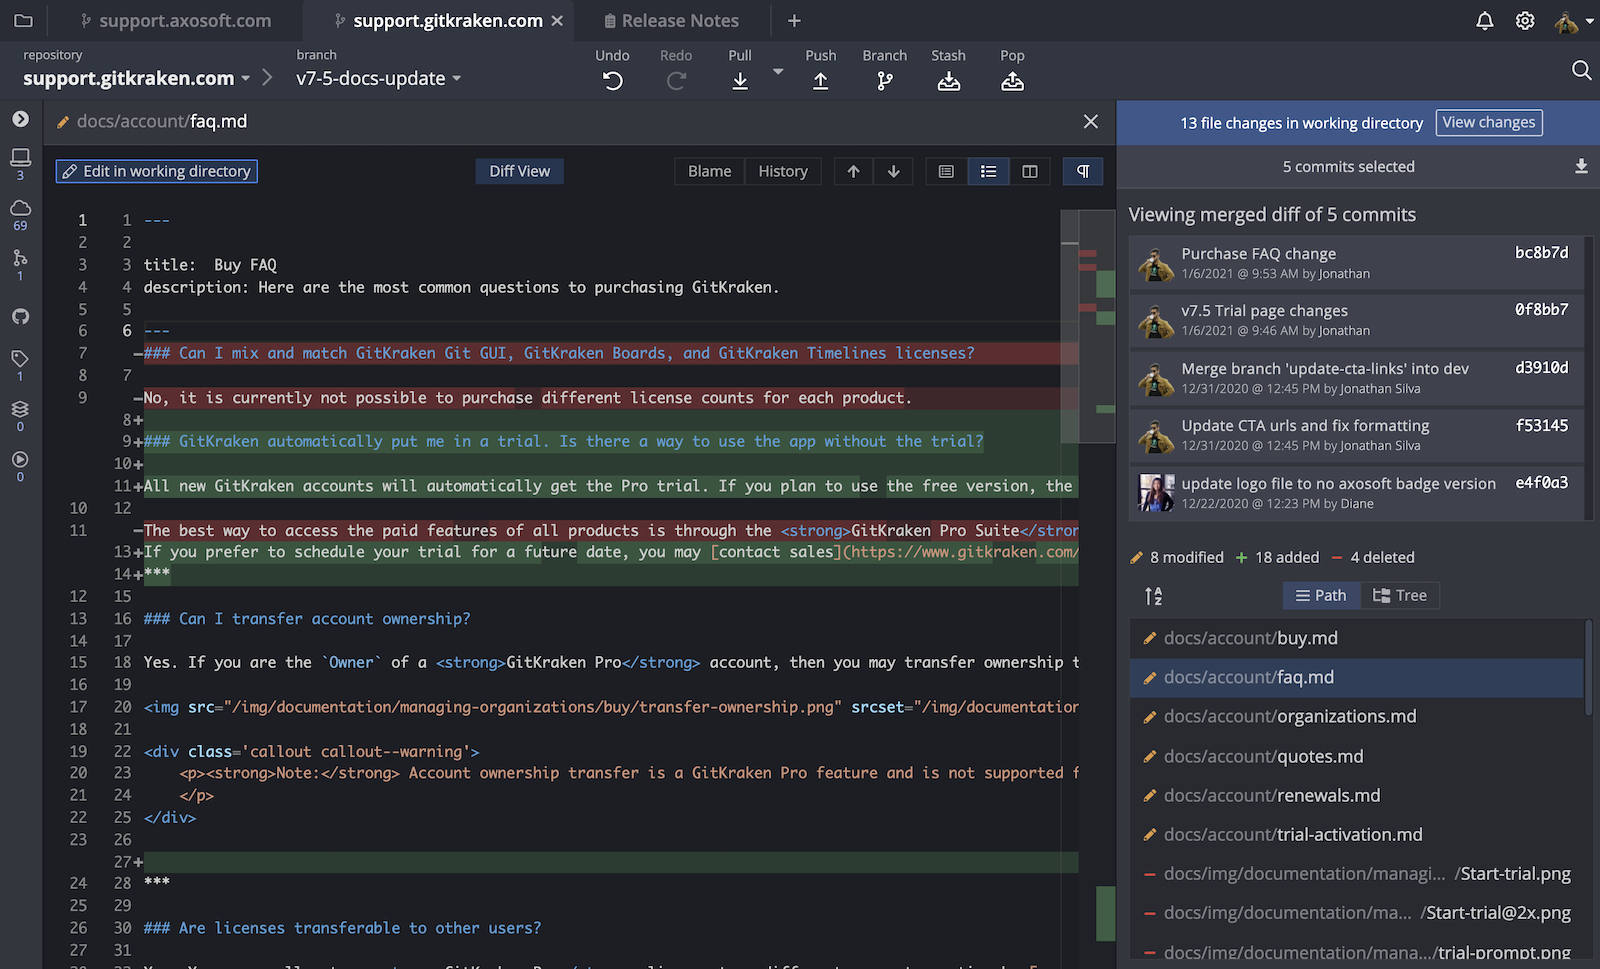 support.axosoft.com
support.gitkraken.com
Release Notes
repository
support.gitkraken.com
branch
v7-5-docs-update
Undo
Redo
Pull
Push
Branch
Stash
Pop
docs/account/faq.md
Edit in working directory
Diff View
Blame
History
3
69
1
1
0
0
1 1 ---
2 2
3 3 title:  Buy FAQ
4 4 description: Here are the most common questions to purchasing GitKraken.
5 5
6 6 ---
7 –### Can I mix and match GitKraken Git GUI, GitKraken Boards, and GitKraken Timelines licenses?
8 7
9 –No, it is currently not possible to purchase different license counts for each product.
8+
9+### GitKraken automatically put me in a trial. Is there a way to use the app without the trial?
10+
11+All new GitKraken accounts will automatically get the Pro trial. If you plan to use the free version, the
10 12
11 –The best way to access the paid features of all products is through the <strong>GitKraken Pro Suite</stron
13+If you prefer to schedule your trial for a future date, you may [contact sales](https://www.gitkraken.com/
14+***
12 15
13 16 ### Can I transfer account ownership?
14 17
15 18 Yes. If you are the `Owner` of a <strong>GitKraken Pro</strong> account, then you may transfer ownership t
16 19
17 20 <img src="/img/documentation/managing-organizations/buy/transfer-ownership.png" srcset="/img/documentation
18 21
19 22 <div class='callout callout--warning'>
20 23 <p><strong>Note:</strong> Account ownership transfer is a GitKraken Pro feature and is not supported f
21 24 </p>
22 25 </div>
23 26
27+
24 28 ***
25 29
26 30 ### Are licenses transferable to other users?
27 31
13 file changes in working directory
View changes
5 commits selected
Viewing merged diff of 5 commits
Purchase FAQ change bc8b7d
1/6/2021 @ 9:53 AM by Jonathan
v7.5 Trial page changes 0f8bb7
1/6/2021 @ 9:46 AM by Jonathan
Merge branch 'update-cta-links' into dev d3910d
12/31/2020 @ 12:45 PM by Jonathan Silva
Update CTA urls and fix formatting f53145
12/31/2020 @ 12:45 PM by Jonathan Silva
update logo file to no axosoft badge version e4f0a3
12/22/2020 @ 12:23 PM by Diane
8 modified + 18 added – 4 deleted
Path
Tree
docs/account/buy.md
docs/account/faq.md
docs/account/organizations.md
docs/account/quotes.md
docs/account/renewals.md
docs/account/trial-activation.md
docs/img/documentation/managi... /Start-trial.png
docs/img/documentation/ma... /Start-trial@2x.png
docs/img/documentation/mana.../trial-prompt.png